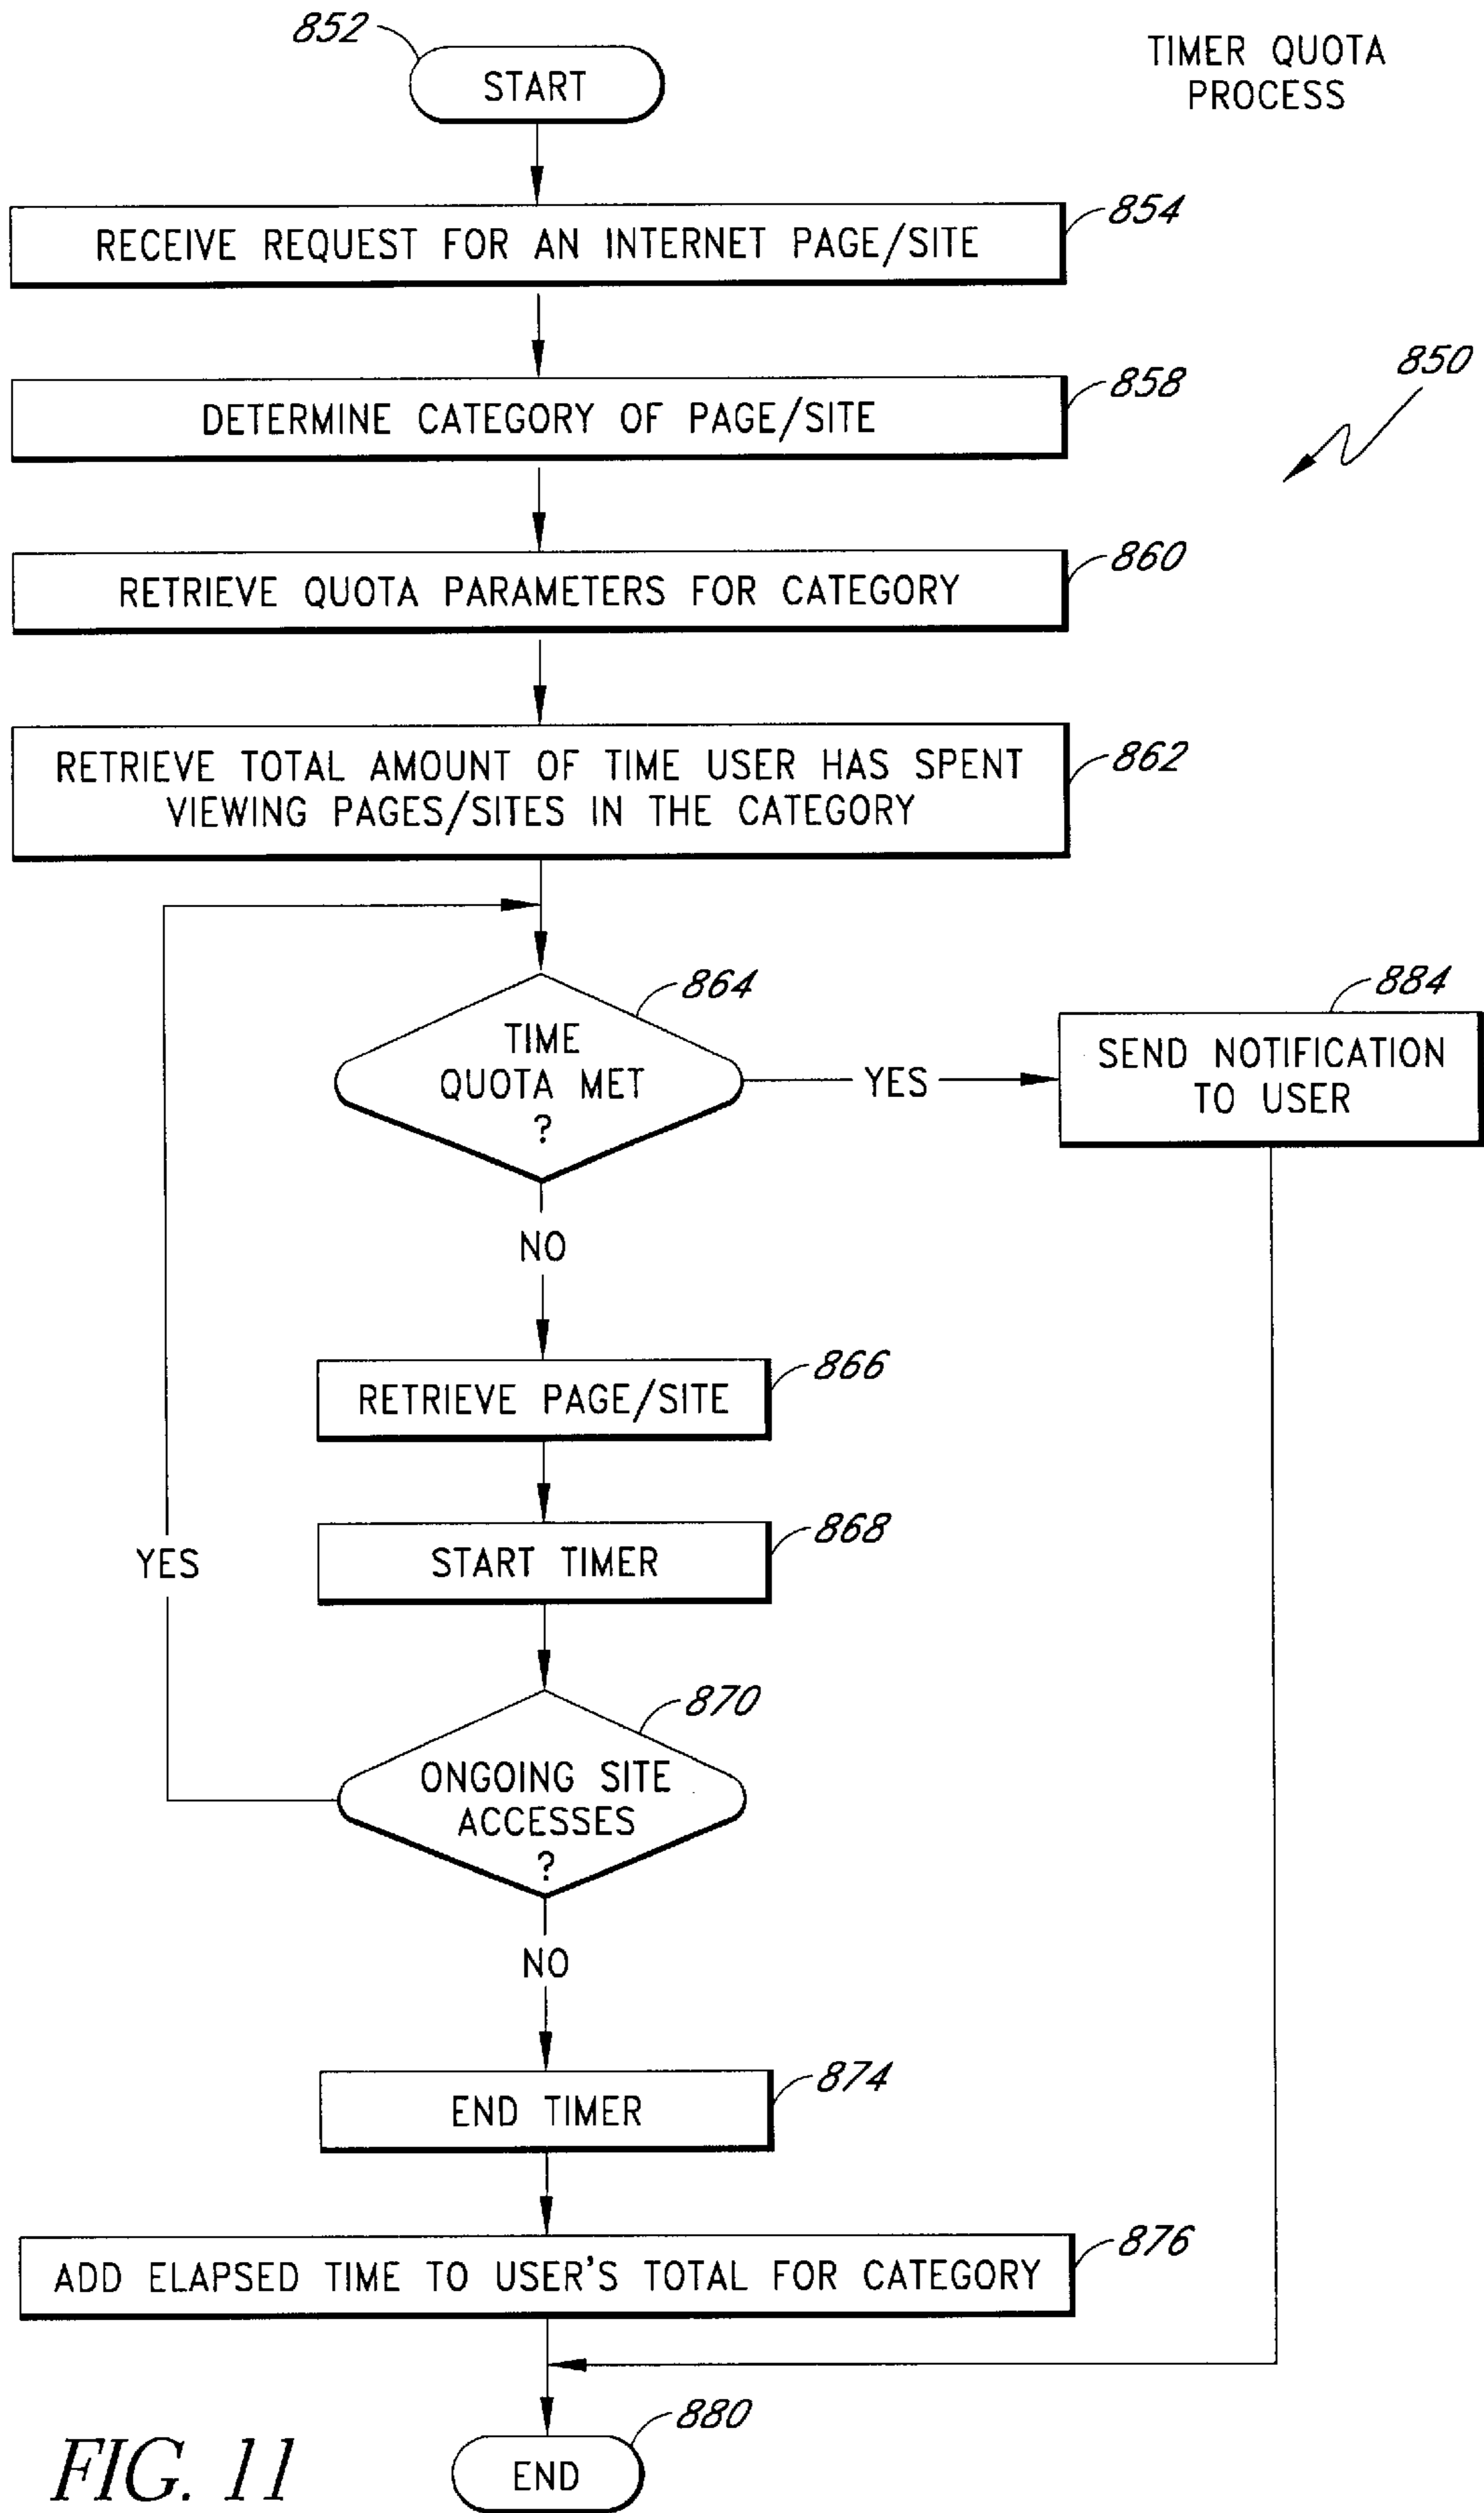 852
START
TIMER QUOTA
PROCESS
RECEIVE REQUEST FOR AN INTERNET PAGE/SITE
854
DETERMINE CATEGORY OF PAGE/SITE
858
850
RETRIEVE QUOTA PARAMETERS FOR CATEGORY
860
RETRIEVE TOTAL AMOUNT OF TIME USER HAS SPENT
VIEWING PAGES/SITES IN THE CATEGORY
862
TIME
QUOTA MET
?
864
YES
SEND NOTIFICATION
TO USER
884
NO
RETRIEVE PAGE/SITE
866
START TIMER
868
YES
ONGOING SITE
ACCESSES
?
870
NO
END TIMER
874
ADD ELAPSED TIME TO USER'S TOTAL FOR CATEGORY
876
END
880
FIG. 11